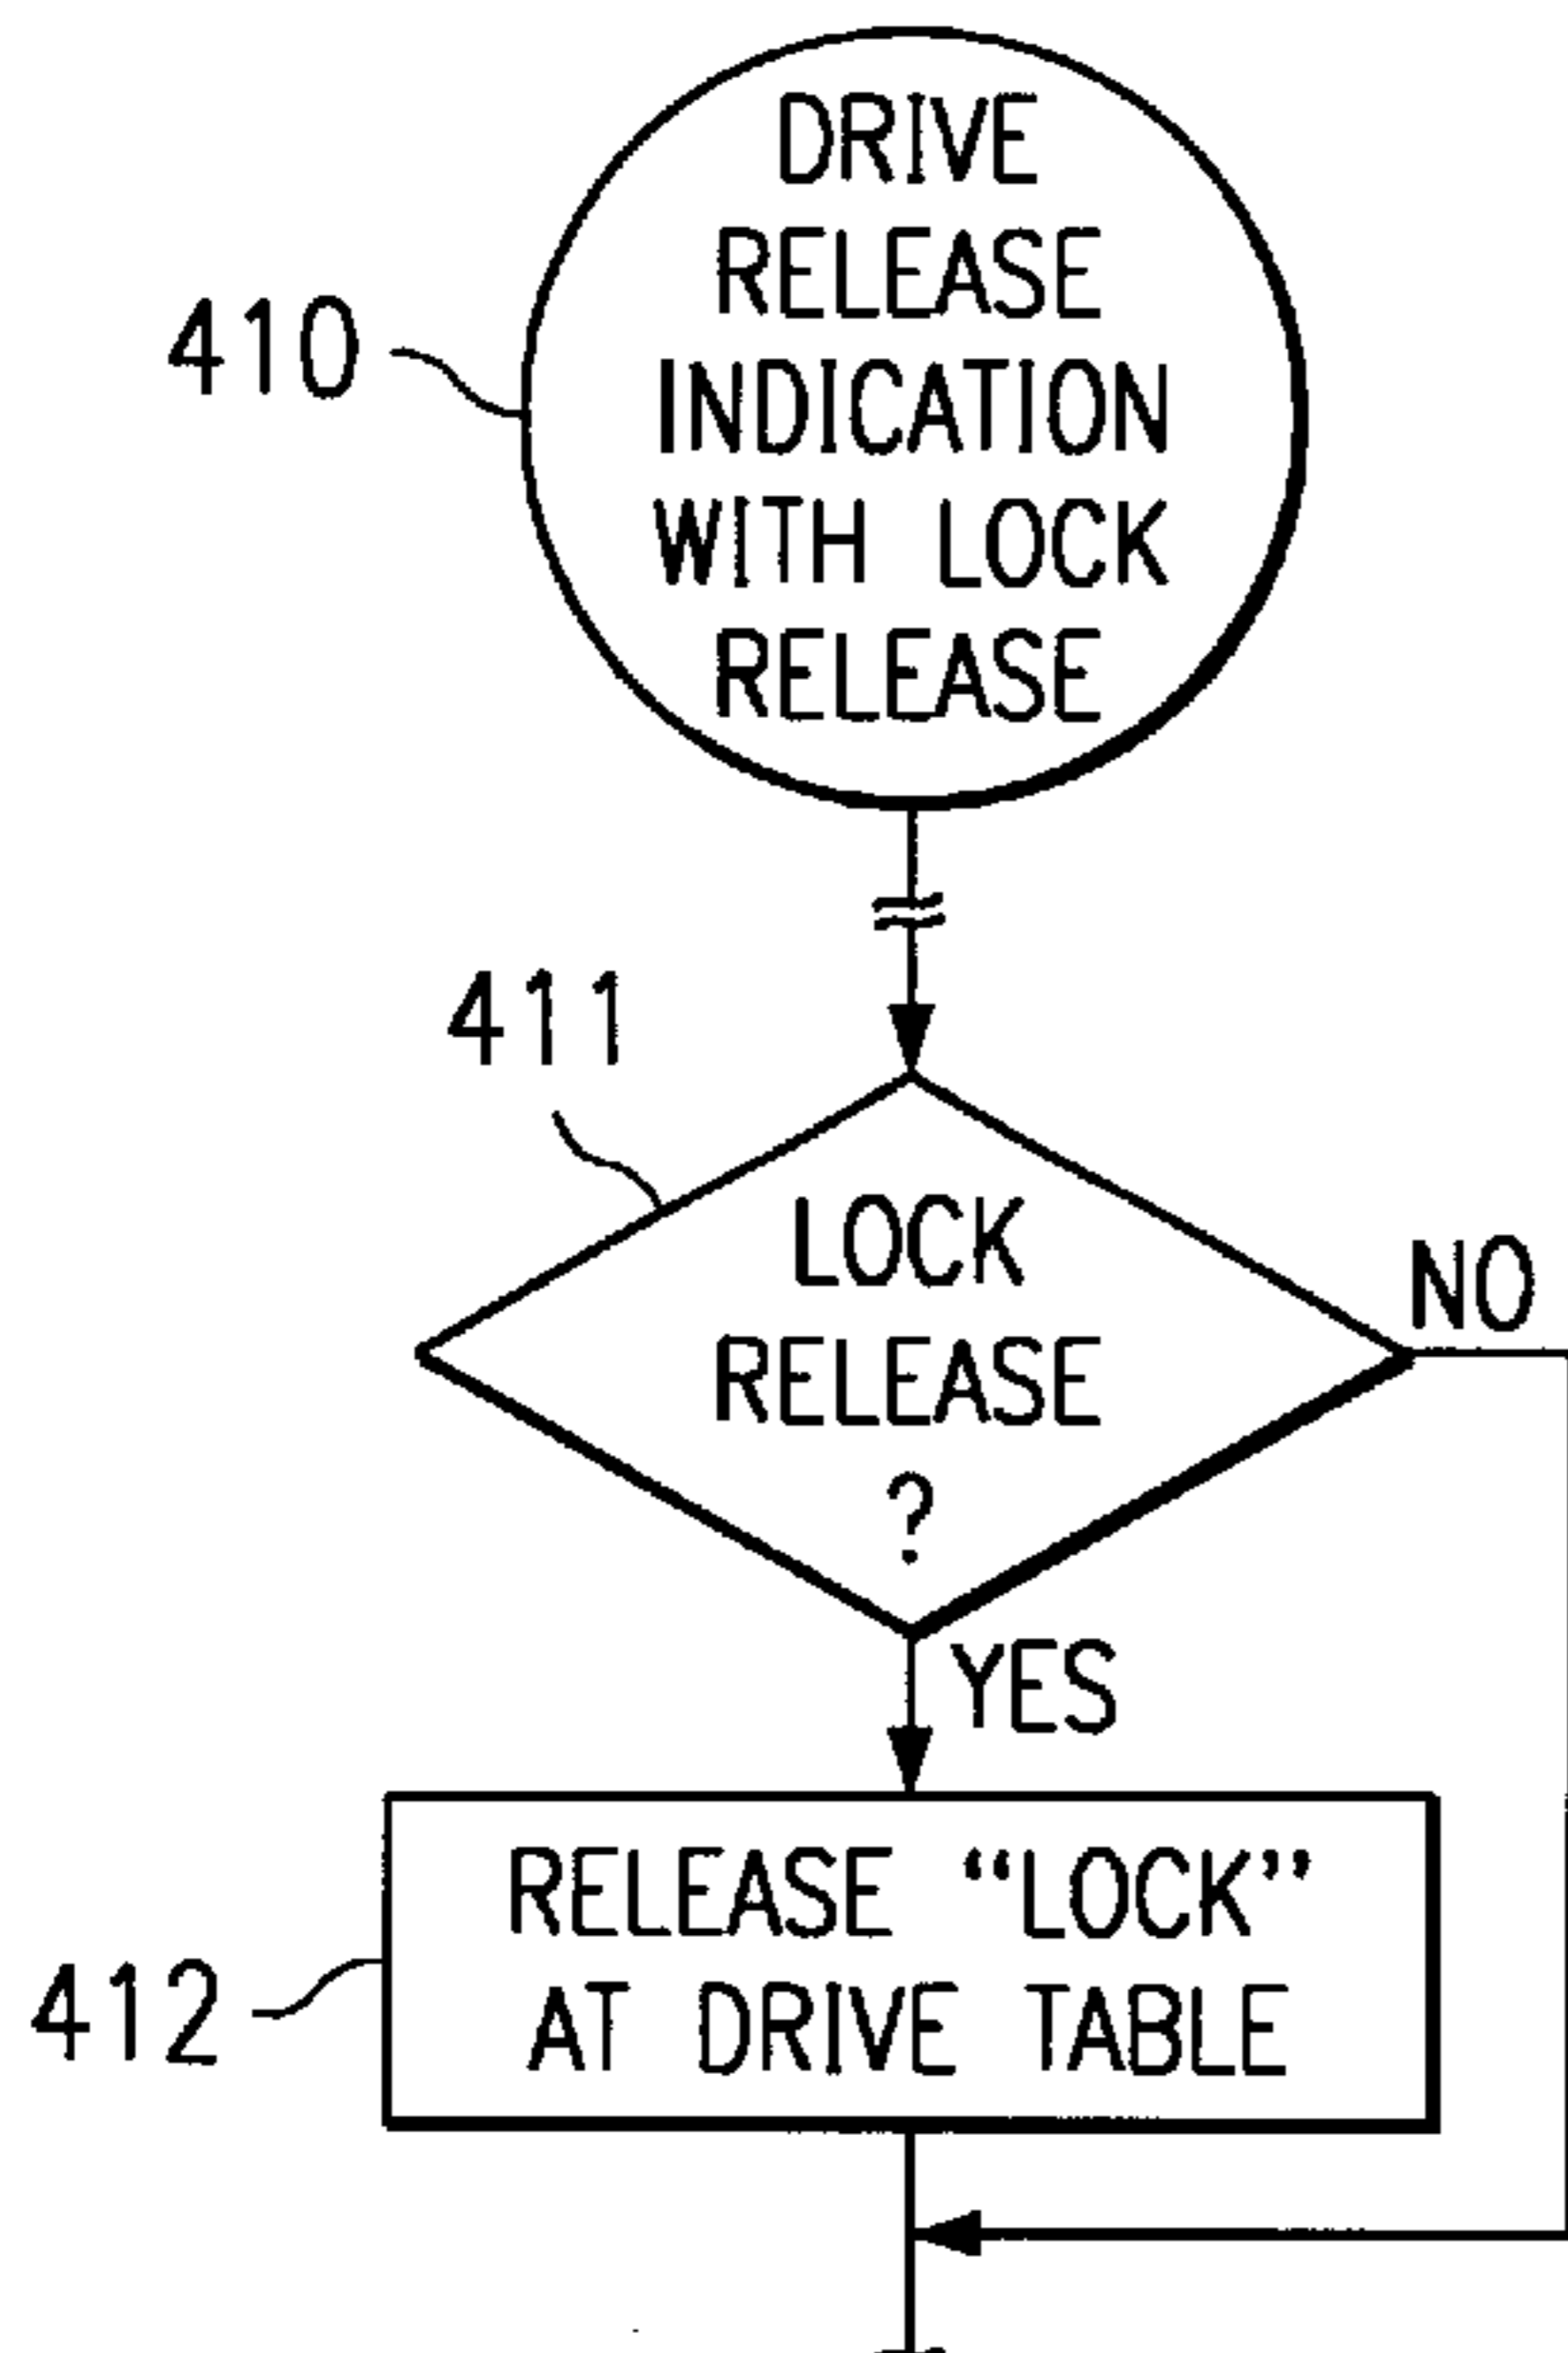 DRIVE
RELEASE
410
INDICATION
WITH LOCK
RELEASE
411
LOCK
RELEASE
?
NO
YES
RELEASE “LOCK”
AT DRIVE TABLE
412